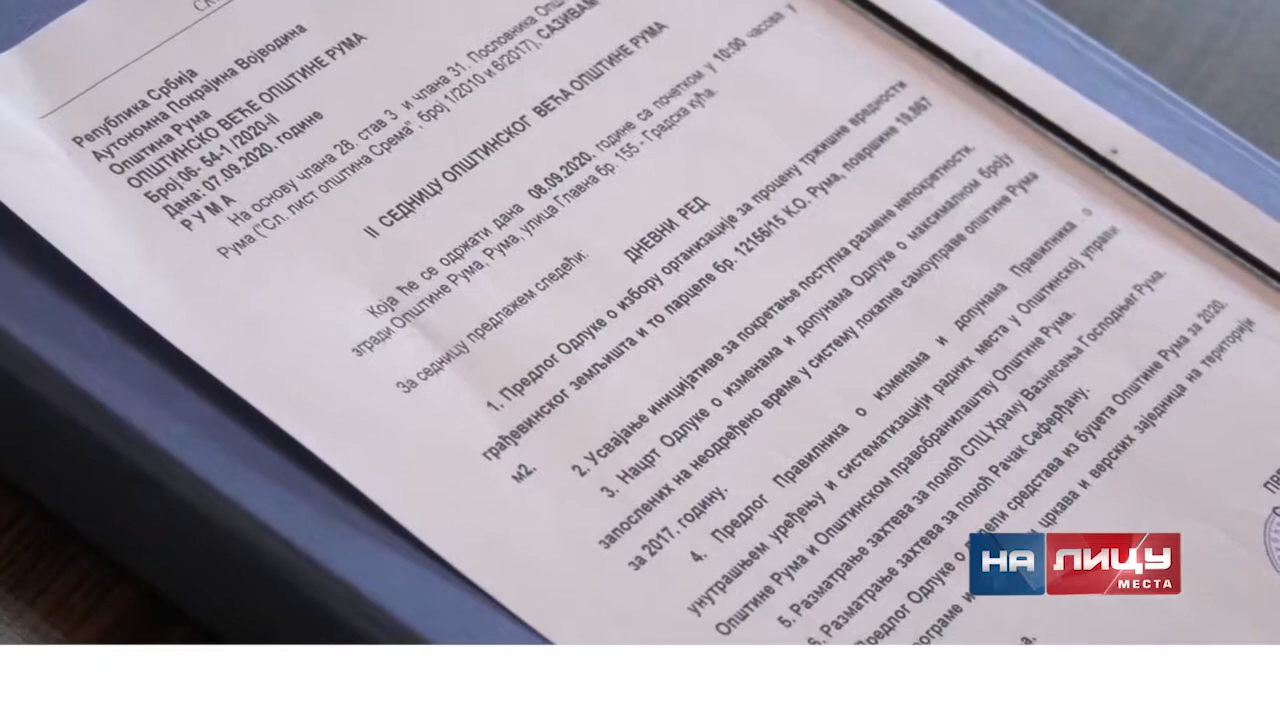 Република Србија
Аутономна Покрајина Војводина
Општина Рума
ОПШТИНСКО ВЕЋЕ ОПШТИНЕ РУМА
Број 06- 54-1 /2020-II
Дана: 07.09.2020. године
Р У М А
На основу члана 28. став 3 и члана 31. Пословника
Рума ("Сл. лист општина Срема", број 1/2010 и 6/2017), САЗИВАМ
II СЕДНИЦУ ОПШТИНСКОГ ВЕЋА ОПШТИНЕ РУМА
Која ће се одржати дана 08.09.2020. године са почетком у 10:00 часова у
згради Општине Рума, Рума, улица Главна бр. 155 - Градска кућа.
За седницу предлажем следећи:
ДНЕВНИ РЕД
1. Предлог Одлуке о избору организације за процену тржишне вредности
грађевинског земљишта и то парцеле бр. 12156/15 К.О. Рума, површине 19.867
м2.
2. Усвајање иницијативе за покретање поступка размене непокретности.
3. Нацрт Одлуке о изменама и допунама Одлуке о максималном броју
запослених на неодређено време у систему локалне самоуправе општине Рума
за 2017. годину.
4. Предлог Правилника о изменама и допунама Правилника о
унутрашњем уређењу и систематизацији радних места у Општинској управи
Општине Рума и Општинском правобранилаштву Општине Рума.
5. Разматрање захтева за помоћ СПЦ Храму Вазнесења Господњег Рума.
6. Разматрање захтева за помоћ Рачак Сеферђану.
Предлог Одлуке о средстава из буџета Општине Рума за 2020.
цркава и верских заједница на територији
НА ЛИЦУ
МЕСТА